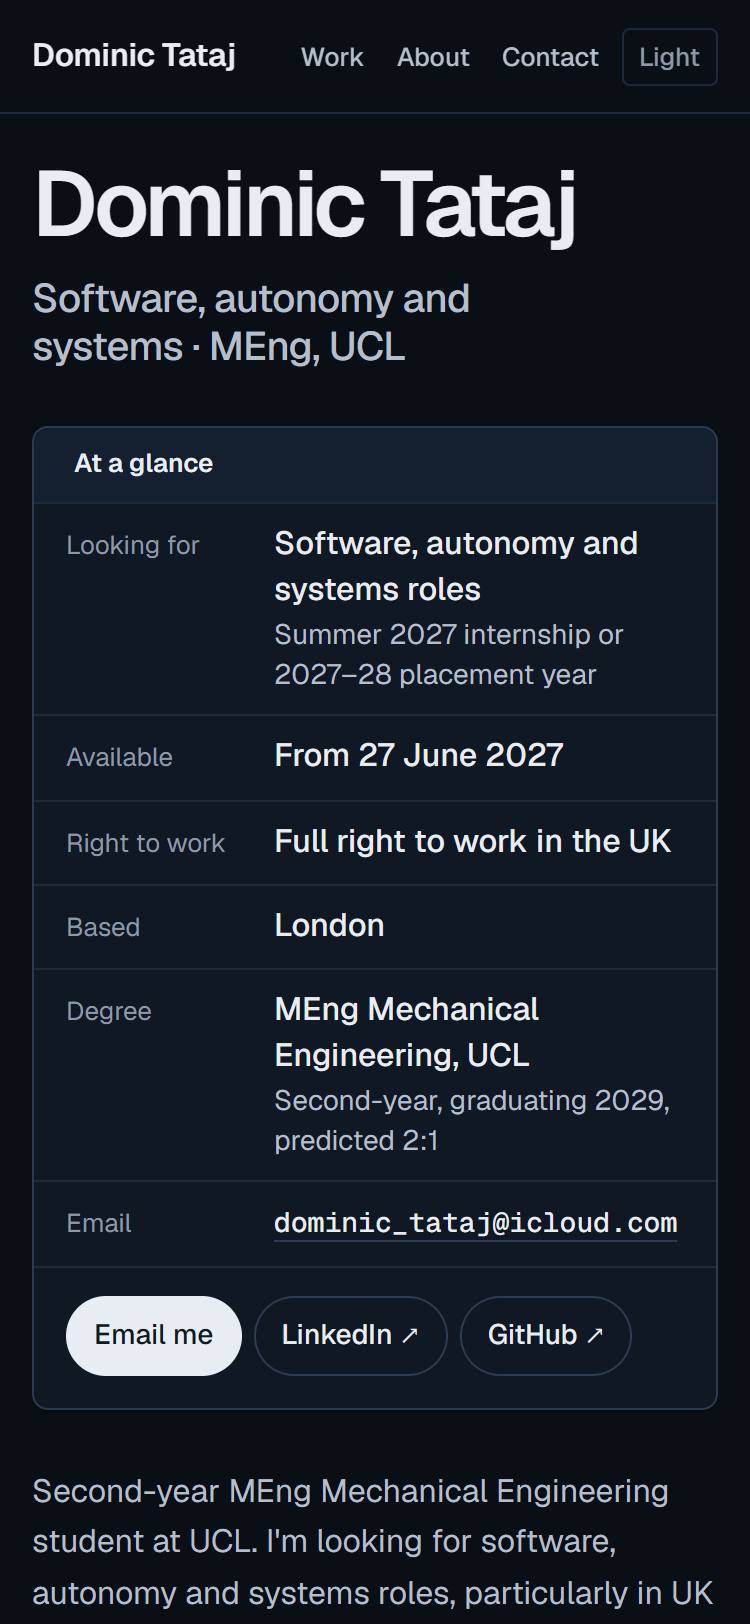 Dominic Tataj Work About Contact Light
Dominic Tataj
Software, autonomy and
systems · MEng, UCL
At a glance
Looking for Software, autonomy and
systems roles
Summer 2027 internship or
2027–28 placement year
Available From 27 June 2027
Right to work Full right to work in the UK
Based London
Degree MEng Mechanical
Engineering, UCL
Second-year, graduating 2029,
predicted 2:1
Email dominic_tataj@icloud.com
Email me LinkedIn ↗ GitHub ↗
Second-year MEng Mechanical Engineering
student at UCL. I'm looking for software,
autonomy and systems roles, particularly in UK